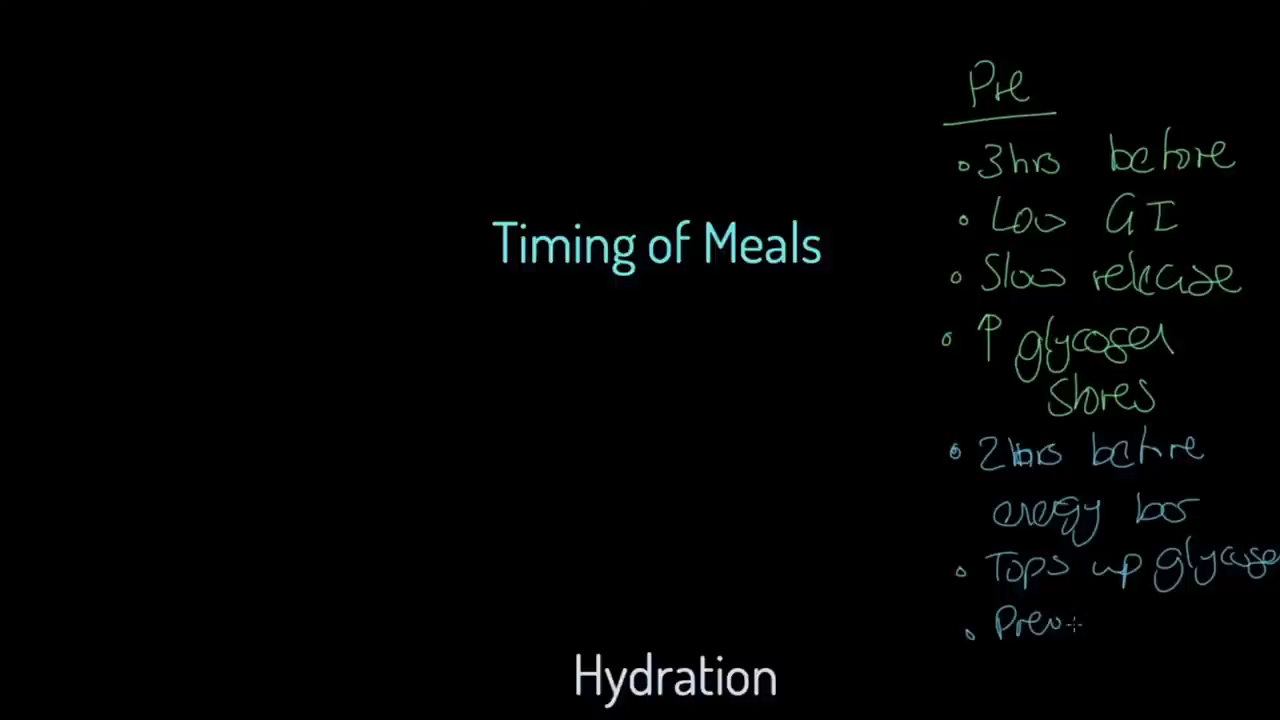 Pre
• 3hrs before
• Low GI
• Slow release
Timing of Meals
• ↑ glycogen
stores
• 2hrs before
energy bar
• Tops up glycoge
• Prev
Hydration